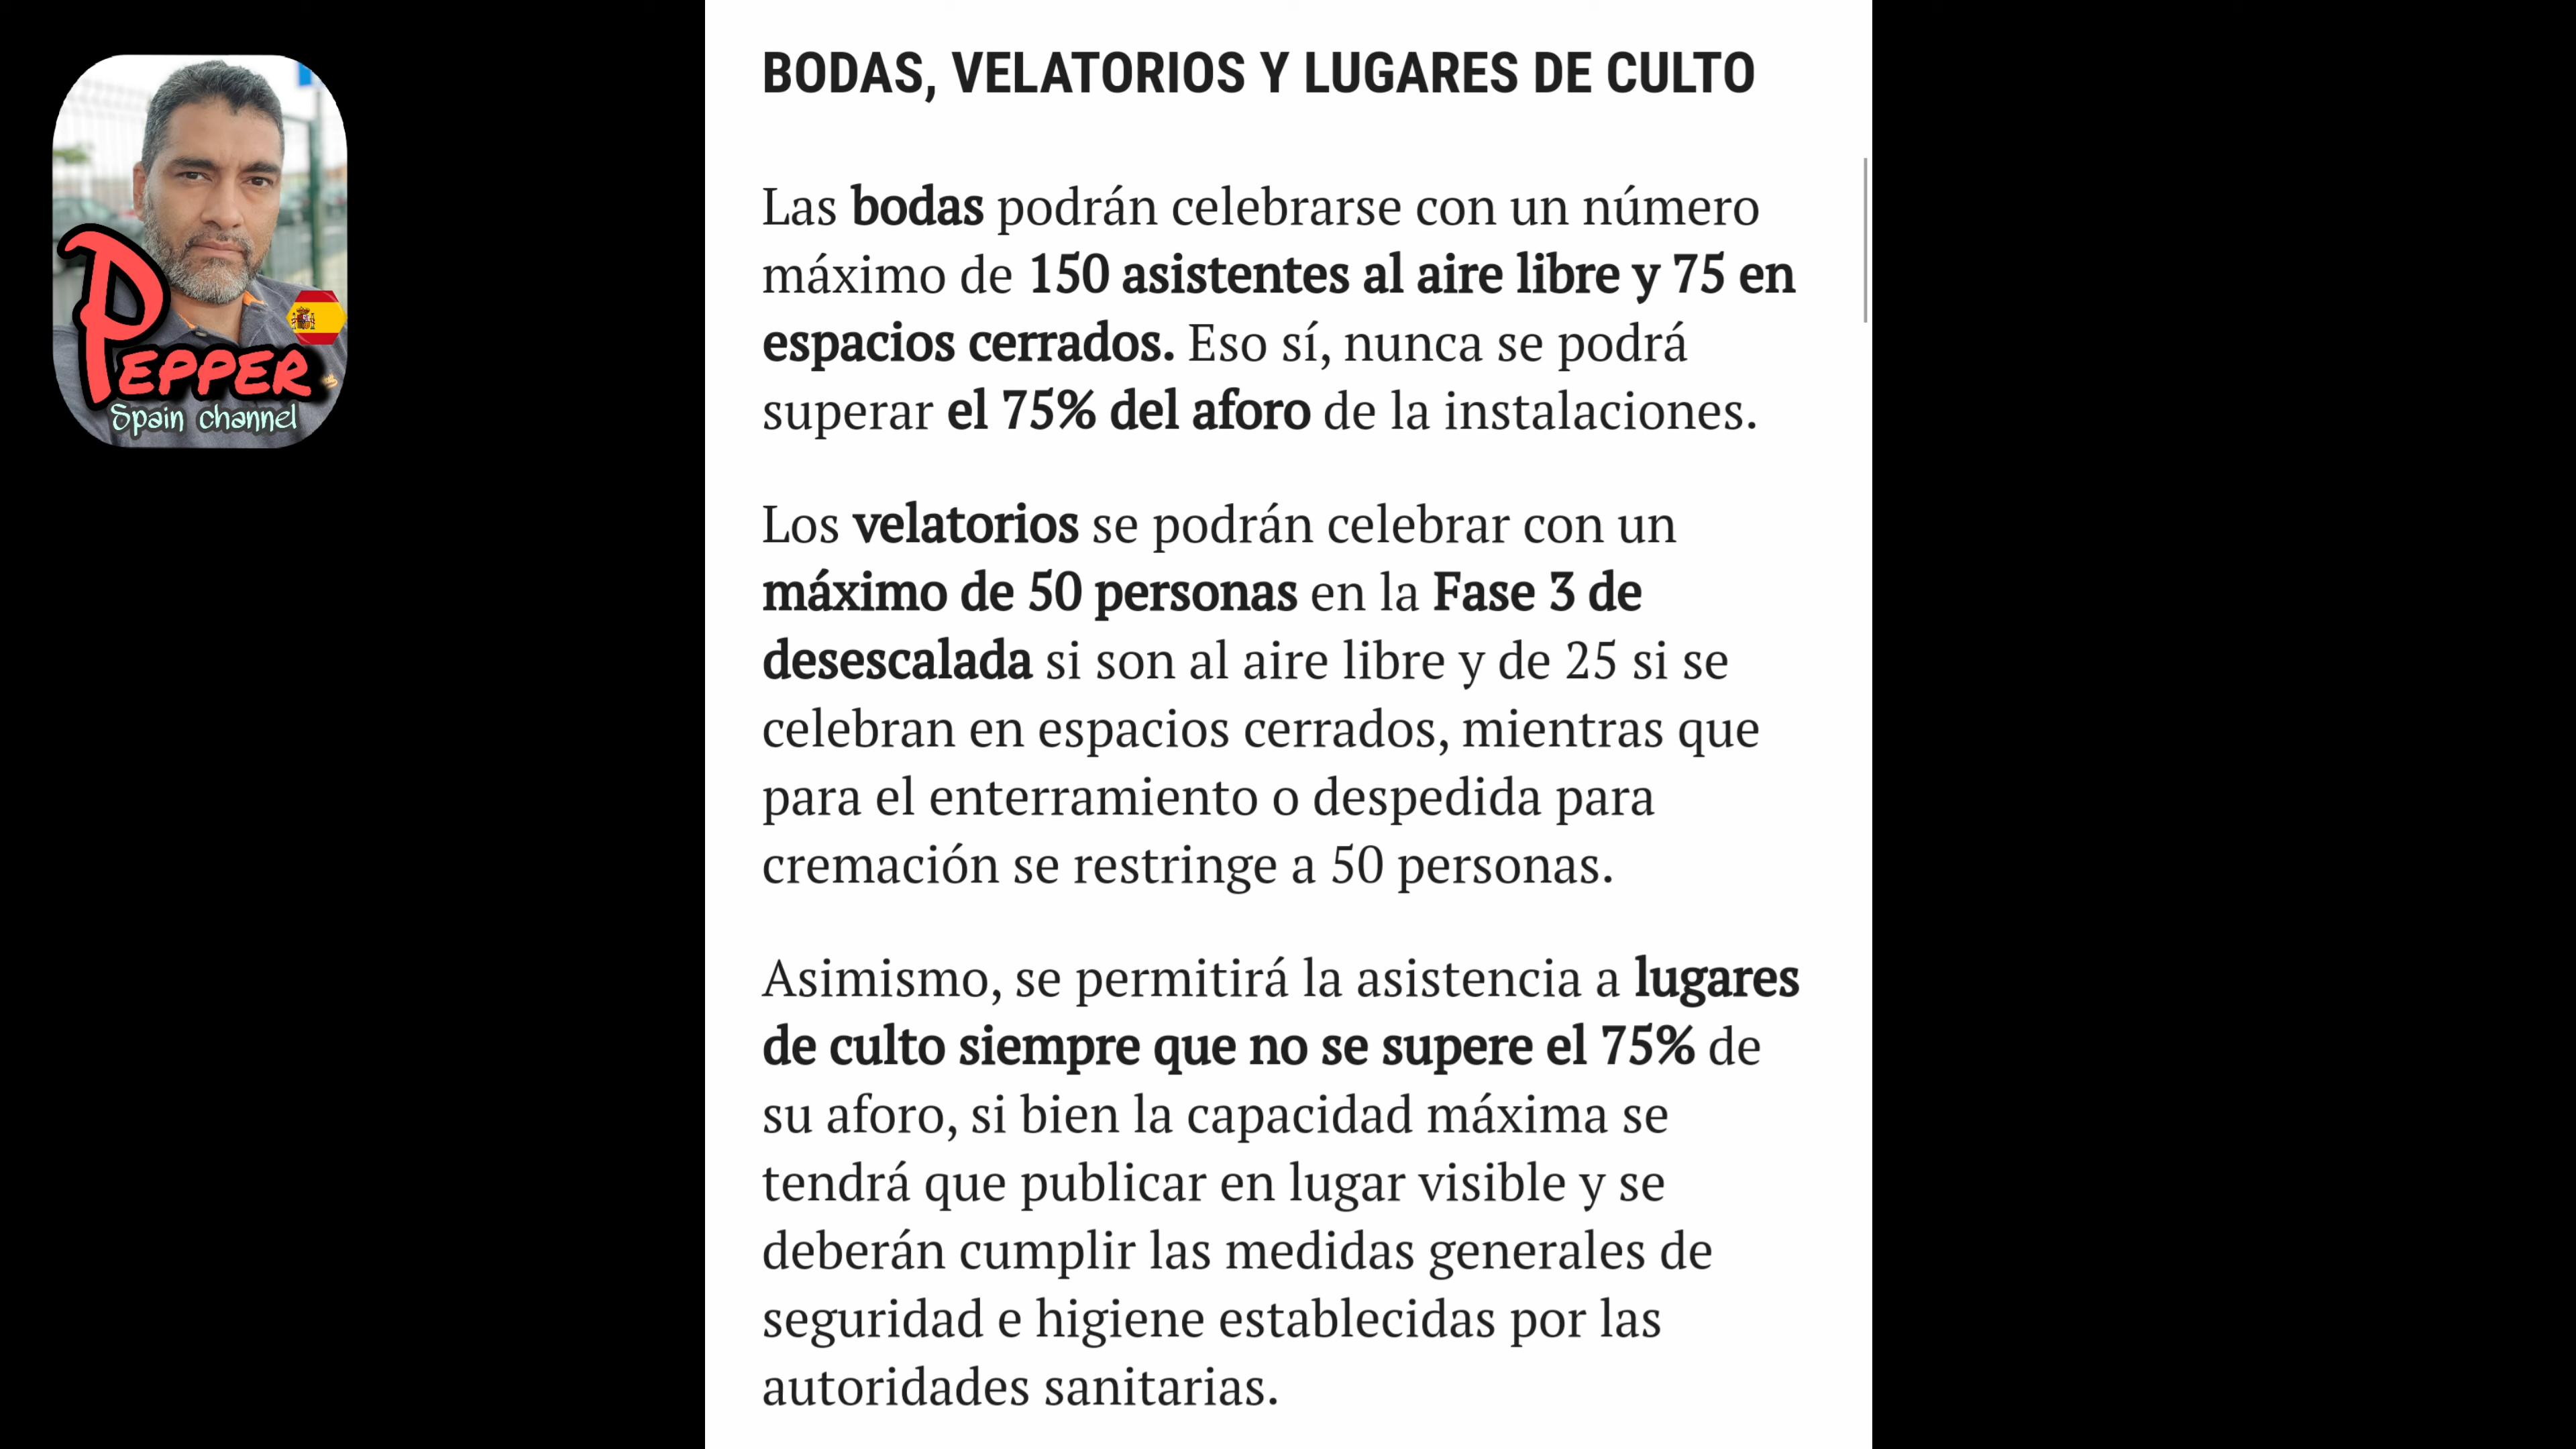 BODAS, VELATORIOS Y LUGARES DE CULTO
Las bodas podrán celebrarse con un número
máximo de 150 asistentes al aire libre y 75 en
espacios cerrados. Eso sí, nunca se podrá
superar el 75% del aforo de la instalaciones.
Los velatorios se podrán celebrar con un
máximo de 50 personas en la Fase 3 de
desescalada si son al aire libre y de 25 si se
celebran en espacios cerrados, mientras que
para el enterramiento o despedida para
cremación se restringe a 50 personas.
Asimismo, se permitirá la asistencia a lugares
de culto siempre que no se supere el 75% de
su aforo, si bien la capacidad máxima se
tendrá que publicar en lugar visible y se
deberán cumplir las medidas generales de
seguridad e higiene establecidas por las
autoridades sanitarias.
PEPPER
Spain channel